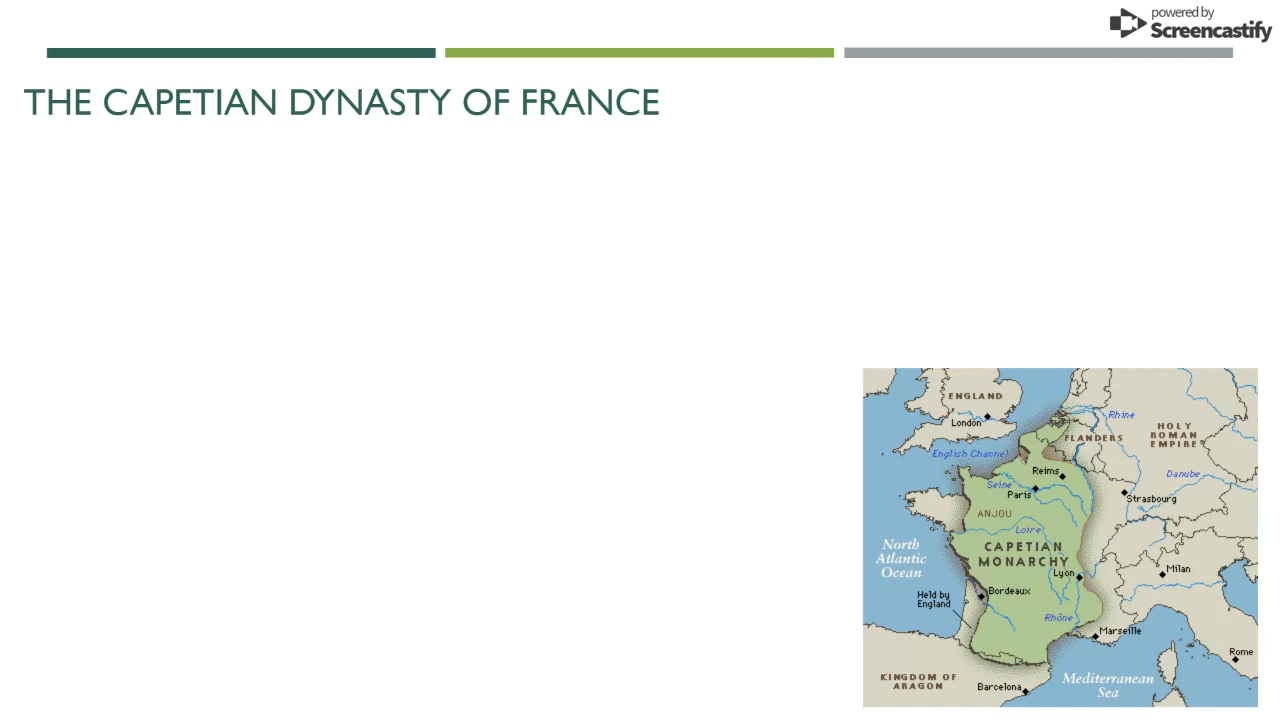 powered by
Screencastify
THE CAPETIAN DYNASTY OF FRANCE
ENGLAND
London
Rhine
HOLY
ROMAN
EMPIRE
FLANDERS
English Channel
Reims
Seine
Paris
Danube
Strasbourg
ANJOU
Loire
North
Atlantic
Ocean
CAPETIAN
MONARCHY
Lyon
Milan
Held by
England
Bordeaux
Rhône
Marseille
Rome
KINGDOM OF
ARAGON
Barcelona
Mediterranean
Sea